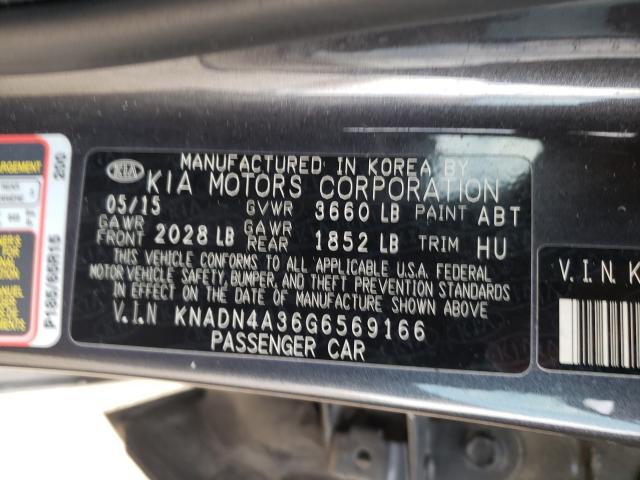 KIA
MANUFACTURED IN KOREA BY
KIA MOTORS CORPORATION
05/15 GVWR 3660 LB PAINT ABT
GAWR FRONT 2028 LB GAWR REAR 1852 LB TRIM HU
THIS VEHICLE CONFORMS TO ALL APPLICABLE U.S.A. FEDERAL
MOTOR VEHICLE SAFETY, BUMPER, AND THEFT PREVENTION STANDARDS
IN EFFECT ON THE DATE OF MANUFACTURE SHOWN ABOVE
V.I.N KNADN4A36G6569166
PASSENGER CAR
V.I.N. K
P185/65R15
200